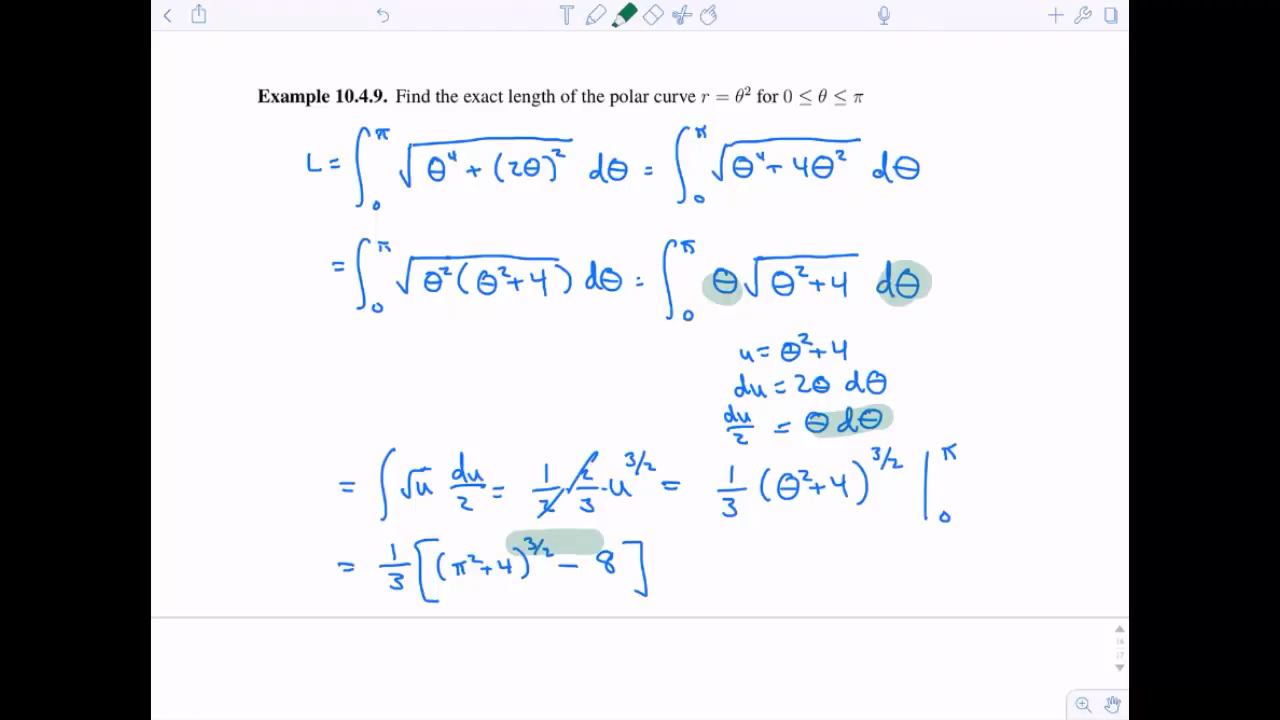 Example 10.4.9. Find the exact length of the polar curve r = θ² for 0 ≤ θ ≤ π
L = ∫₀^π √(θ⁴ + (2θ)²) dθ = ∫₀^π √(θ⁴ + 4θ²) dθ
= ∫₀^π √(θ²(θ²+4)) dθ = ∫₀^π θ√(θ²+4) dθ
u = θ²+4
du = 2θ dθ
du/2 = θ dθ
= ∫ √u du/2 = 1/2 · 2/3 · u^(3/2) = 1/3 (θ²+4)^(3/2) |₀^π
= 1/3 [(π²+4)^(3/2) − 8]
16
17